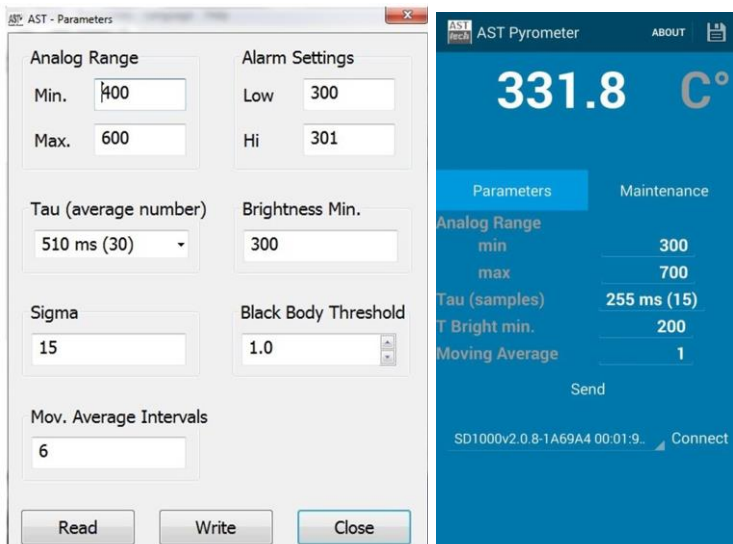 AST - Parameters
Analog Range
Min. 400
Max. 600
Alarm Settings
Low 300
Hi 301
Tau (average number)
510 ms (30)
Brightness Min.
300
Sigma
15
Black Body Threshold
1.0
Mov. Average Intervals
6
Read Write Close
AST tech AST Pyrometer ABOUT
331.8 C°
Parameters Maintenance
Analog Range
min 300
max 700
Tau (samples) 255 ms (15)
T Bright min. 200
Moving Average 1
Send
SD1000v2.0.8-1A69A4 00:01:9.. Connect